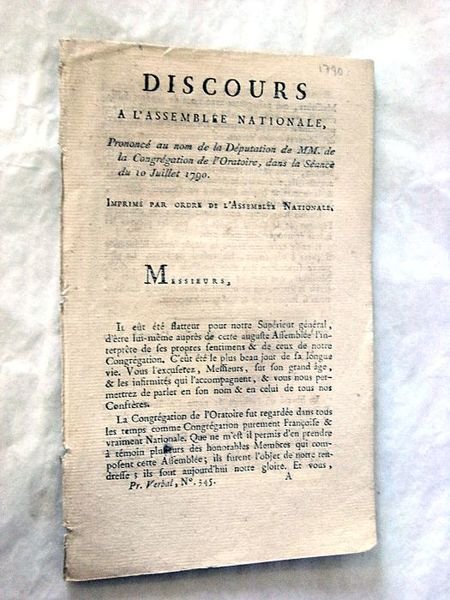 1790.
DISCOURS
A L'ASSEMBLÉE NATIONALE,
Prononcé au nom de la Députation de MM. de
la Congrégation de l'Oratoire, dans la Séance
du 10 Juillet 1790.
IMPRIMÉ PAR ORDRE DE L'ASSEMBLÉE NATIONALE.
MESSIEURS,
IL eût été flatteur pour notre Supérieur général,
d'être lui-même auprès de cette auguste Assemblée l'in-
terprète de ses propres sentimens & de ceux de notre
Congrégation. C'eût été le plus beau jour de sa longue
vie. Vous l'excuserez, Messieurs, sur son grand âge,
& les infirmités qui l'accompagnent, & vous nous per-
mettrez de parler en son nom & en celui de tous nos
Confrères.
La Congrégation de l'Oratoire fut regardée dans tous
les temps comme Congrégation purement Françoise &
vraiment Nationale. Que ne m'est-il permis d'en prendre
à témoin plusieurs des honorables Membres qui com-
posent cette Assemblée; ils furent l'objet de notre ten-
dresse; ils font aujourd'hui notre gloire. Et vous,
Pr. Verbal, N°. 345. A